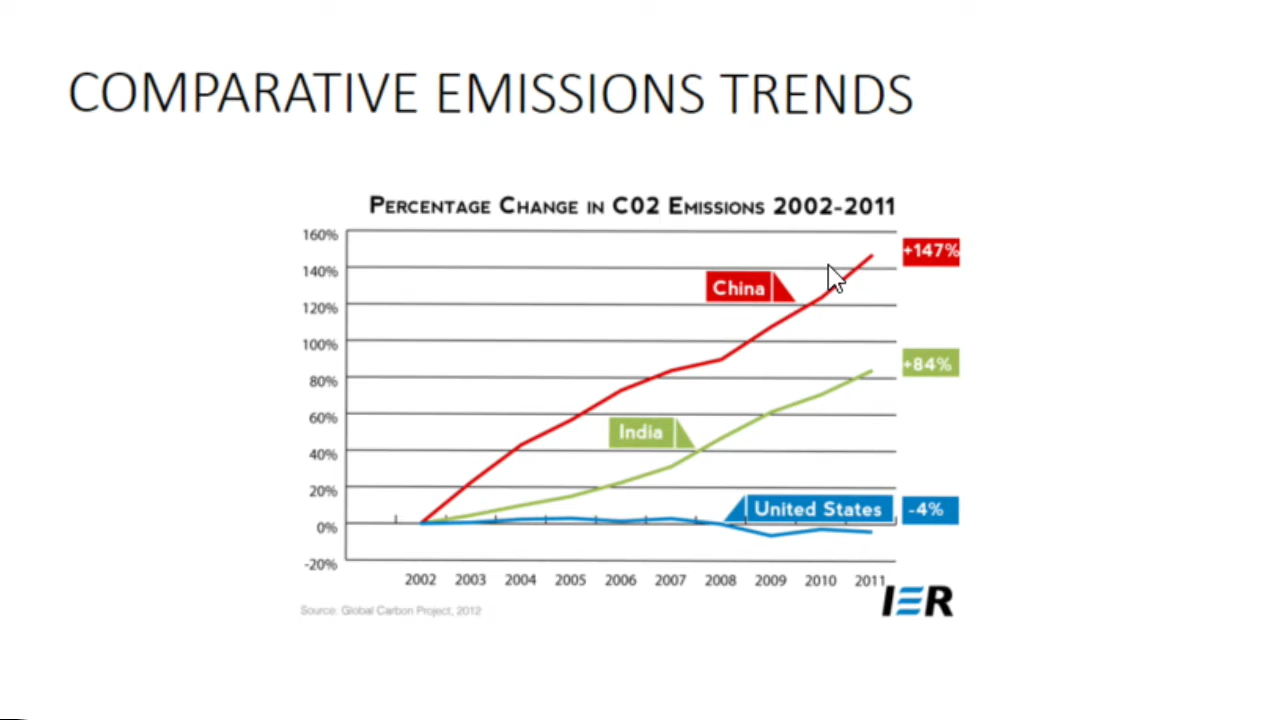 COMPARATIVE EMISSIONS TRENDS
PERCENTAGE CHANGE IN CO2 EMISSIONS 2002-2011
160%
+147%
140%
China
120%
100%
+84%
80%
60%
India
40%
20%
United States
-4%
0%
-20%
2002 2003 2004 2005 2006 2007 2008 2009 2010 2011
IER
Source: Global Carbon Project, 2012